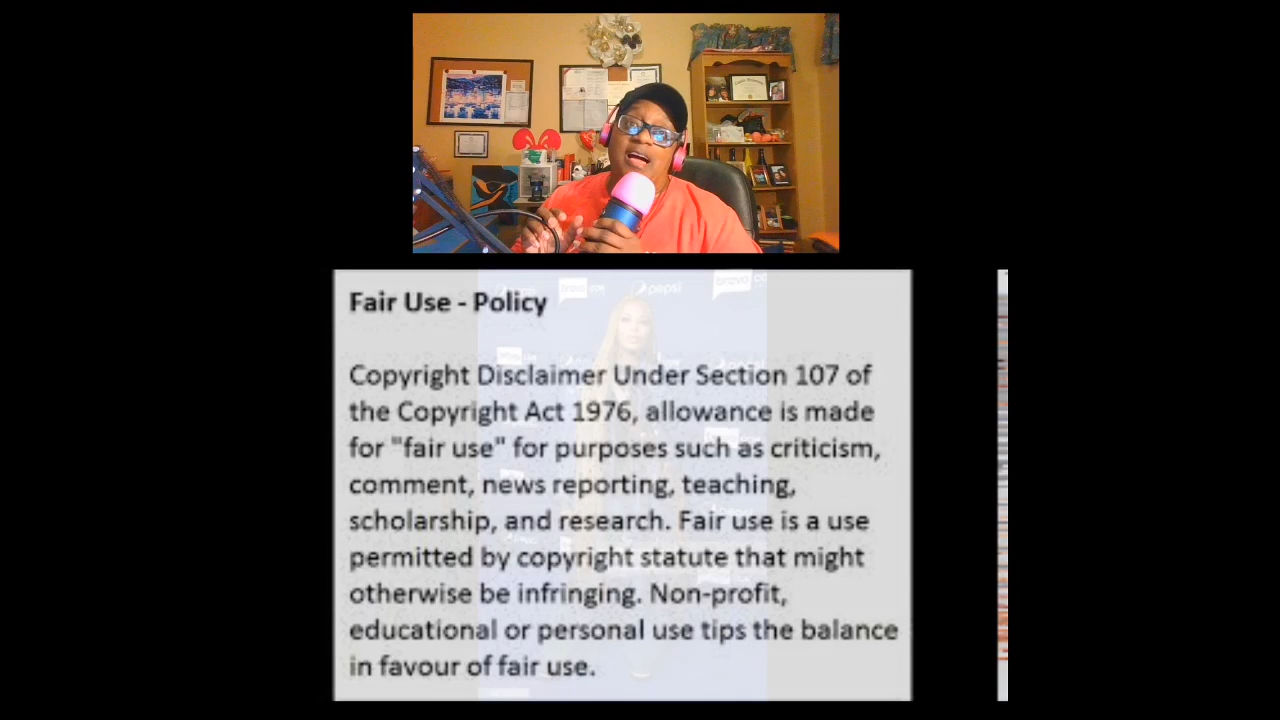 bravo
pepsi
bravo
Fair Use - Policy
Copyright Disclaimer Under Section 107 of
the Copyright Act 1976, allowance is made
for "fair use" for purposes such as criticism,
comment, news reporting, teaching,
scholarship, and research. Fair use is a use
permitted by copyright statute that might
otherwise be infringing. Non-profit,
educational or personal use tips the balance
in favour of fair use.